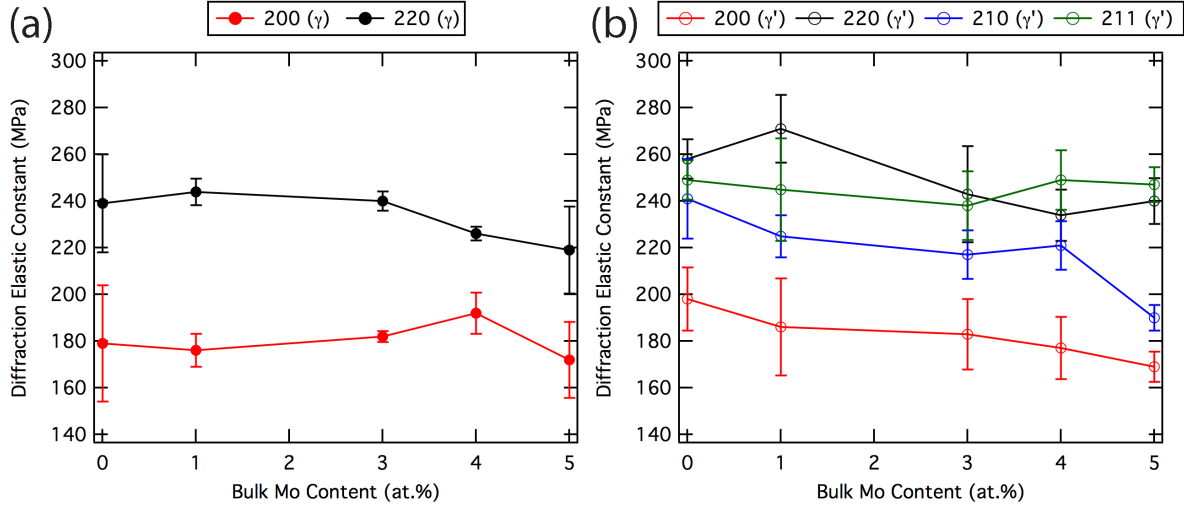 (a)
200 (γ) 220 (γ)
Diffraction Elastic Constant (MPa)
300
280
260
240
220
200
180
160
140
0 1 2 3 4 5
Bulk Mo Content (at.%)
(b)
200 (γ') 220 (γ') 210 (γ') 211 (γ')
Diffraction Elastic Constant (MPa)
300
280
260
240
220
200
180
160
140
0 1 2 3 4 5
Bulk Mo Content (at.%)